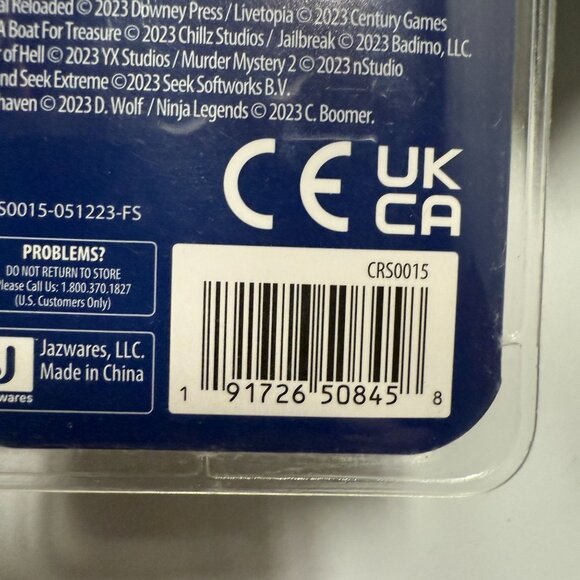 al Reloaded © 2023 Downey Press / Livetopia © 2023 Century Games
A Boat For Treasure © 2023 Chillz Studios / Jailbreak © 2023 Badimo, LLC.
r of Hell © 2023 YX Studios / Murder Mystery 2 © 2023 nStudio
nd Seek Extreme ©2023 Seek Softworks B.V.
haven © 2023 D. Wolf / Ninja Legends © 2023 C. Boomer.
CE UK
CA
S0015-051223-FS
PROBLEMS?
DO NOT RETURN TO STORE
Please Call Us: 1.800.370.1827
(U.S. Customers Only)
CRS0015
Jazwares, LLC.
Made in China
wares
1 91726 50845 8